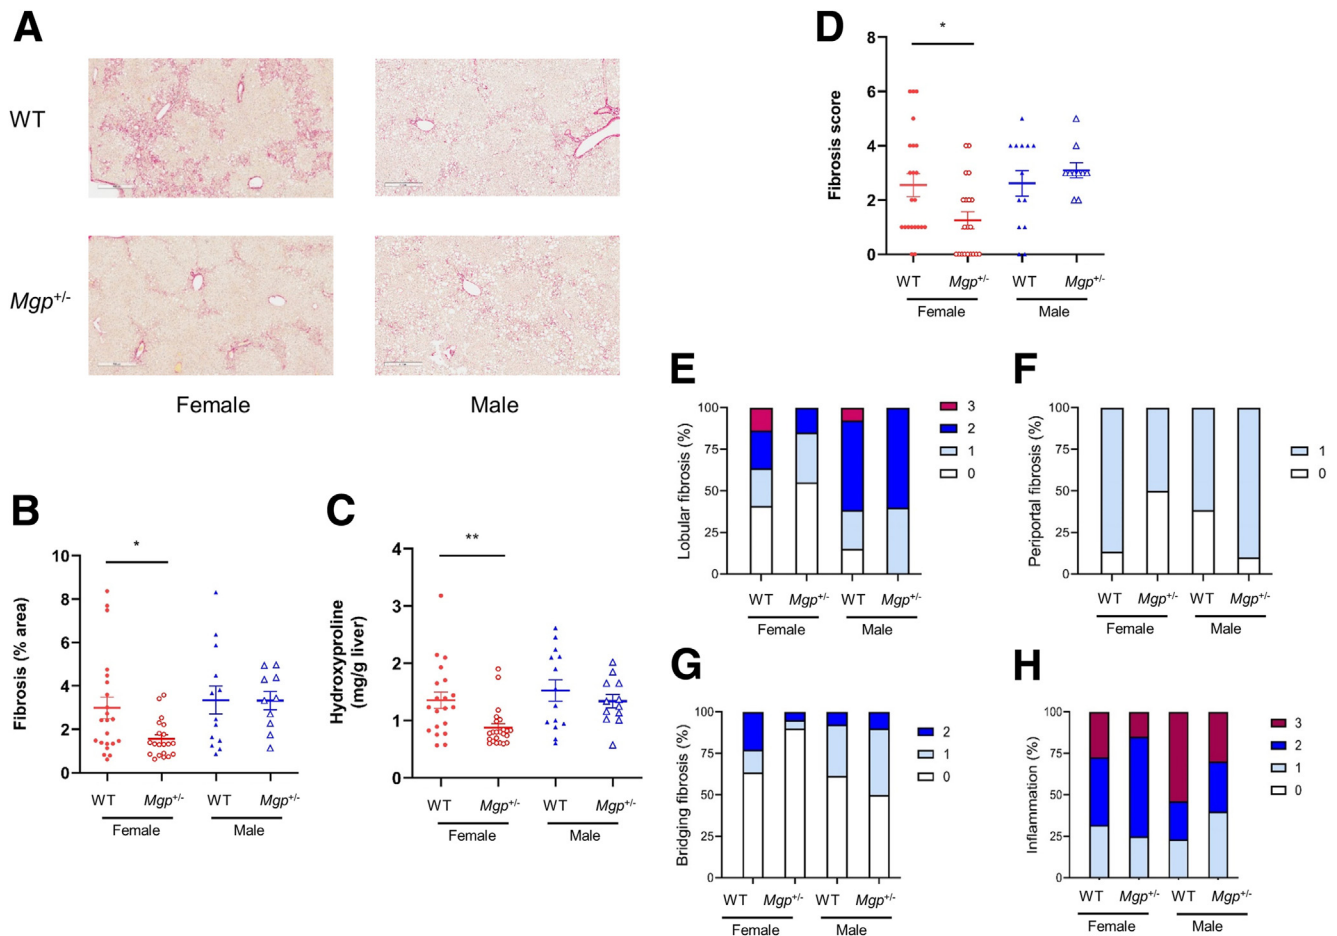 A
WT
Mgp+/-
Female
Male
B
Fibrosis (% area)
10
8
6
4
2
0
*
WT
Mgp+/-
WT
Mgp+/-
Female
Male
C
Hydroxyproline
(mg/g liver)
4
3
2
1
0
**
WT
Mgp+/-
WT
Mgp+/-
Female
Male
D
Fibrosis score
8
6
4
2
0
*
WT
Mgp+/-
WT
Mgp+/-
Female
Male
E
Lobular fibrosis (%)
100
75
50
25
0
3
2
1
0
WT
Mgp+/-
WT
Mgp+/-
Female
Male
F
Periportal fibrosis (%)
100
75
50
25
0
1
0
WT
Mgp+/-
WT
Mgp+/-
Female
Male
G
Bridging fibrosis (%)
100
75
50
25
0
2
1
0
WT
Mgp+/-
WT
Mgp+/-
Female
Male
H
Inflammation (%)
100
75
50
25
0
3
2
1
0
WT
Mgp+/-
WT
Mgp+/-
Female
Male